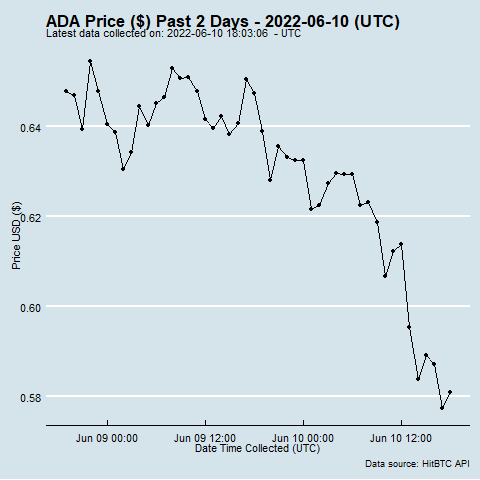 ADA Price ($) Past 2 Days - 2022-06-10 (UTC)
Latest data collected on: 2022-06-10 18:03:06 - UTC
Price USD ($)
0.64
0.62
0.60
0.58
Jun 09 00:00 Jun 09 12:00 Jun 10 00:00 Jun 10 12:00
Date Time Collected (UTC)
Data source: HitBTC API